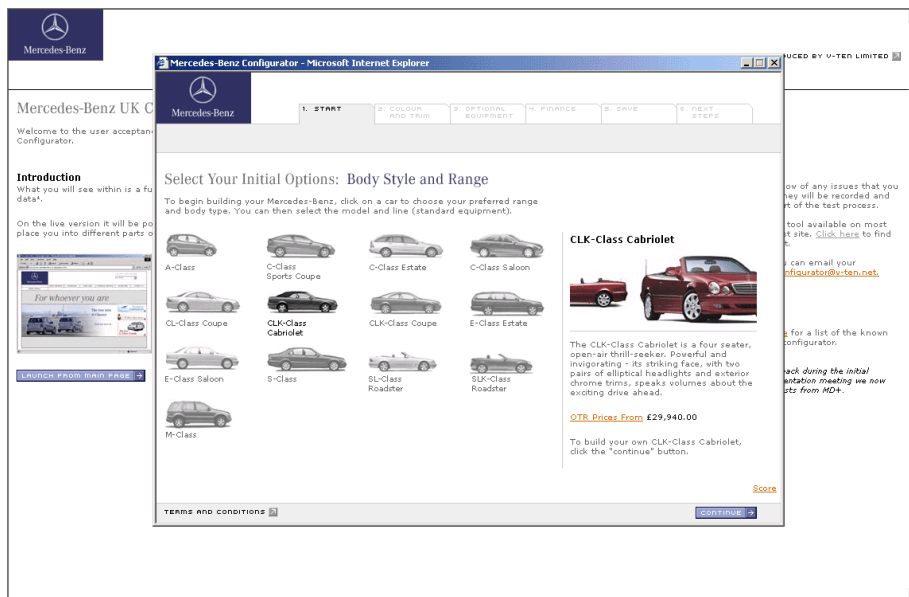 Mercedes-Benz
UCED BY V-TEN LIMITED
Mercedes-Benz UK C
Welcome to the user acceptan
Configurator.
Introduction
What you will see within is a fu
data⁴.
On the live version it will be po
place you into different parts o
For whoever you are
LAUNCH FROM MAIN PAGE
Mercedes-Benz Configurator - Microsoft Internet Explorer
Mercedes-Benz
1. START
2. COLOUR
AND TRIM
3. OPTIONAL
EQUIPMENT
4. FINANCE
5. SAVE
6. NEXT
STEPS
Select Your Initial Options: Body Style and Range
To begin building your Mercedes-Benz, click on a car to choose your preferred range
and body type. You can then select the model and line (standard equipment).
A-Class
C-Class
Sports Coupe
C-Class Estate
C-Class Saloon
CL-Class Coupe
CLK-Class
Cabriolet
CLK-Class Coupe
E-Class Estate
E-Class Saloon
S-Class
SL-Class
Roadster
SLK-Class
Roadster
M-Class
CLK-Class Cabriolet
The CLK-Class Cabriolet is a four seater,
open-air thrill-seeker. Powerful and
invigorating - its striking face, with two
pairs of elliptical headlights and exterior
chrome trims, speaks volumes about the
exciting drive ahead.
OTR Prices From £29,940.00
To build your own CLK-Class Cabriolet,
click the "continue" button.
Score
TERMS AND CONDITIONS
CONTINUE
ow of any issues that you
hey will be recorded and
rt of the test process.
tool available on most
st site. Click here to find
t.
u can email your
nfigurator@v-ten.net.
e for a list of the known
configurator.
back during the initial
entation meeting we now
sts from MD+.